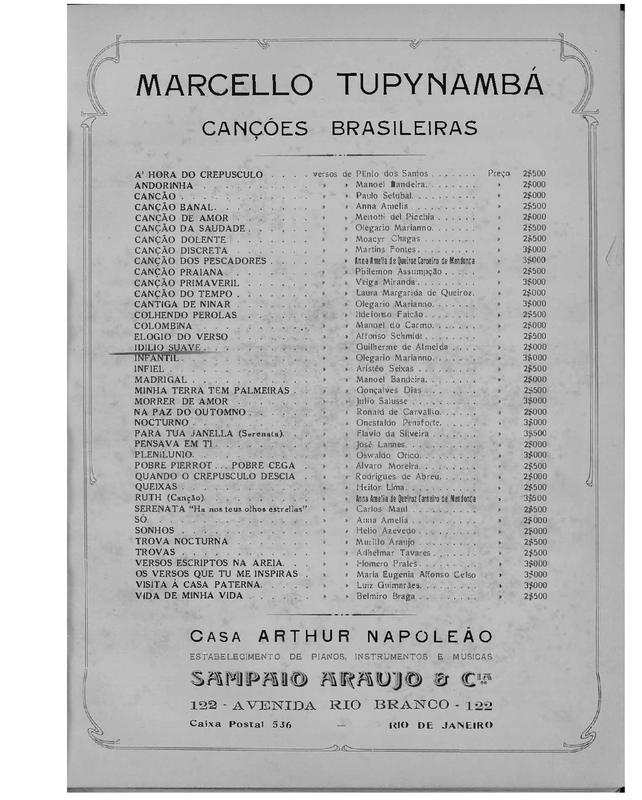 MARCELLO TUPYNAMBÁ
CANÇÕES BRASILEIRAS
A' HORA DO CREPUSCULO . . . . versos de Plinio dos Santos . . . . . . Preço 2$500
ANDORINHA . . . . » » Manoel Bandeira. . . . . . » 2$000
CANÇÃO . . . . » » Paulo Setubal. . . . . . » 2$000
CANÇÃO BANAL. . . . » » Anna Amelia . . . . . . » 2$500
CANÇÃO DE AMOR . . . . » » Menotti del Picchia . . . . . . » 2$000
CANÇÃO DA SAUDADE . . . . » » Olegario Marianno. . . . . . » 2$500
CANÇÃO DOLENTE . . . . » » Moacyr Chagas . . . . . . » 2$500
CANÇÃO DISCRETA . . . . » » Martins Fontes. . . . . . » 3$000
CANÇÃO DOS PESCADORES . . . . » » Anna Amelia de Queiroz Carneiro de Mendonça » 3$000
CANÇÃO PRAIANA . . . . » » Philemon Assumpção . . . . . . » 2$500
CANÇÃO PRIMAVERIL . . . . » » Veiga Miranda. . . . . . » 3$000
CANÇÃO DO TEMPO . . . . » » Laura Margarida de Queiroz. » 2$000
CANTIGA DE NINAR . . . . » » Olegario Marianno. . . . . . » 3$000
COLHENDO PEROLAS . . . . » » Ildefonso Falcão . . . . . . » 2$500
COLOMBINA . . . . » » Manoel do Carmo. . . . . . » 2$000
ELOGIO DO VERSO . . . . » » Affonso Schmidt . . . . . . » 2$500
IDILIO SUAVE . . . . » » Guilherme de Almeida . . . . . . » 2$000
INFANTIL . . . . » » Olegario Marianno. . . . . . » 3$000
INFIEL . . . . » » Aristêo Seixas . . . . . . » 2$500
MADRIGAL . . . . » » Manoel Bandeira. . . . . . » 2$000
MINHA TERRA TEM PALMEIRAS . . . . » » Gonçalves Dias . . . . . . » 2$500
MORRER DE AMOR . . . . » » Julio Salusse . . . . . . » 3$000
NA PAZ DO OUTOMNO . . . . » » Ronald de Carvalho. . . . . . » 2$000
NOCTURNO . . . . » » Onestaldo Penaforte. . . . . . » 3$000
PARA TUA JANELLA (Serenata). . . . » » Flavio da Silveira . . . . . . » 3$500
PENSAVA EM TI . . . . » » José Lannes. . . . . . » 2$000
PLENILUNIO. . . . » » Oswaldo Orico. . . . . . » 3$000
POBRE PIERROT . . . POBRE CEGA » » Alvaro Moreira. . . . . . » 2$500
QUANDO O CREPUSCULO DESCIA . » » Rodrigues de Abreu. . . . . . » 2$000
QUEIXAS . . . . » » Heitor Lima. . . . . . » 2$500
RUTH (Canção) . . . . » » Anna Amelia de Queiroz Carneiro de Mendonça » 3$500
SERENATA "Ha nos teus olhos estrellas" » » Carlos Maul . . . . . . » 2$500
SÓ . . . . » » Anna Amelia . . . . . . » 2$000
SONHOS . . . . » » Helio Azevedo . . . . . . » 2$000
TROVA NOCTURNA . . . . » » Murillo Araujo . . . . . . » 2$500
TROVAS . . . . » » Adhelmar Tavares . . . . . . » 2$500
VERSOS ESCRIPTOS NA AREIA. . . . » » Homero Prates. . . . . . » 3$000
OS VERSOS QUE TU ME INSPIRAS . » » Maria Eugenia Affonso Celso » 3$000
VISITA Á CASA PATERNA. . . . » » Luiz Guimarães. . . . . . » 3$000
VIDA DE MINHA VIDA . . . . » » Belmiro Braga . . . . . . » 2$500
CASA ARTHUR NAPOLEÃO
ESTABELECIMENTO DE PIANOS, INSTRUMENTOS E MUSICAS
SAMPAIO ARAUJO & Cia
122 - AVENIDA RIO BRANCO - 122
Caixa Postal 536 — RIO DE JANEIRO